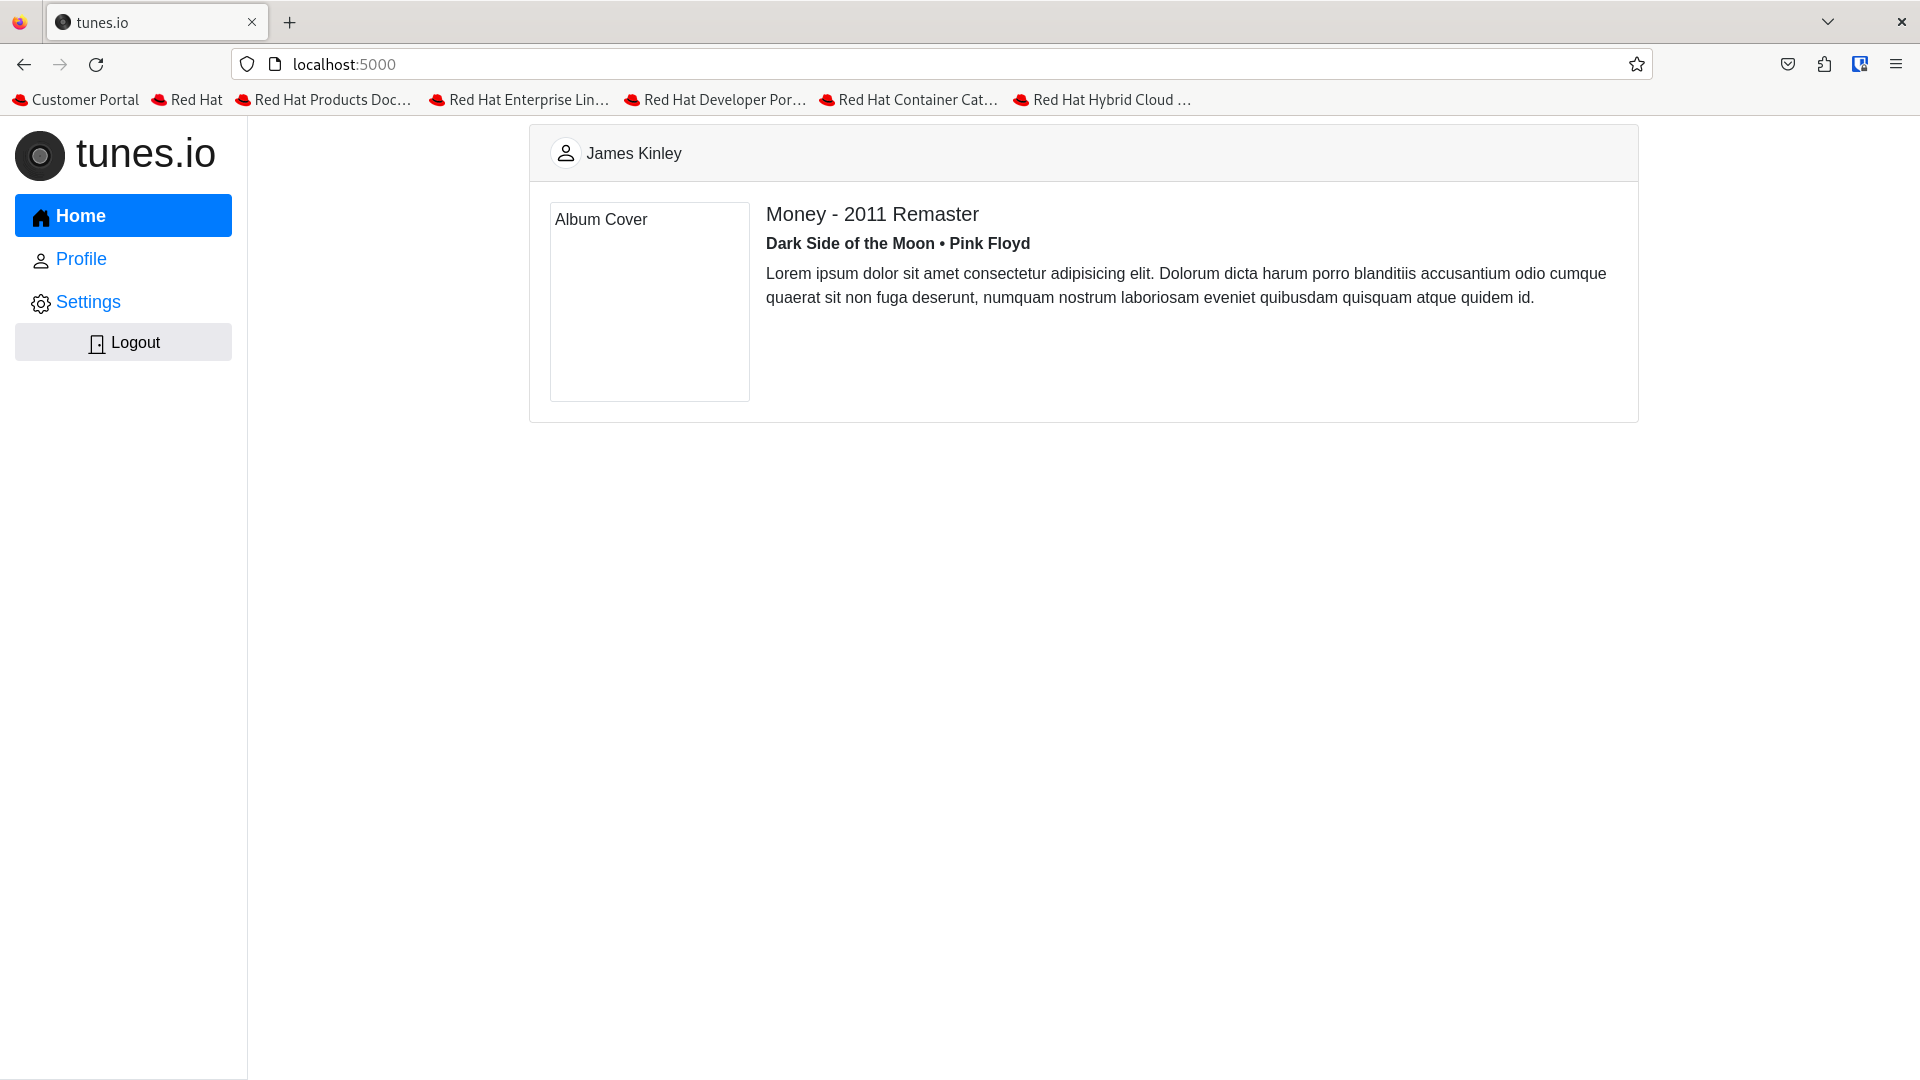 tunes.io
localhost:5000
Customer Portal Red Hat Red Hat Products Doc… Red Hat Enterprise Lin… Red Hat Developer Por… Red Hat Container Cat… Red Hat Hybrid Cloud …
tunes.io
Home
Profile
Settings
Logout
James Kinley
Album Cover
Money - 2011 Remaster
Dark Side of the Moon • Pink Floyd
Lorem ipsum dolor sit amet consectetur adipisicing elit. Dolorum dicta harum porro blanditiis accusantium odio cumque
quaerat sit non fuga deserunt, numquam nostrum laboriosam eveniet quibusdam quisquam atque quidem id.